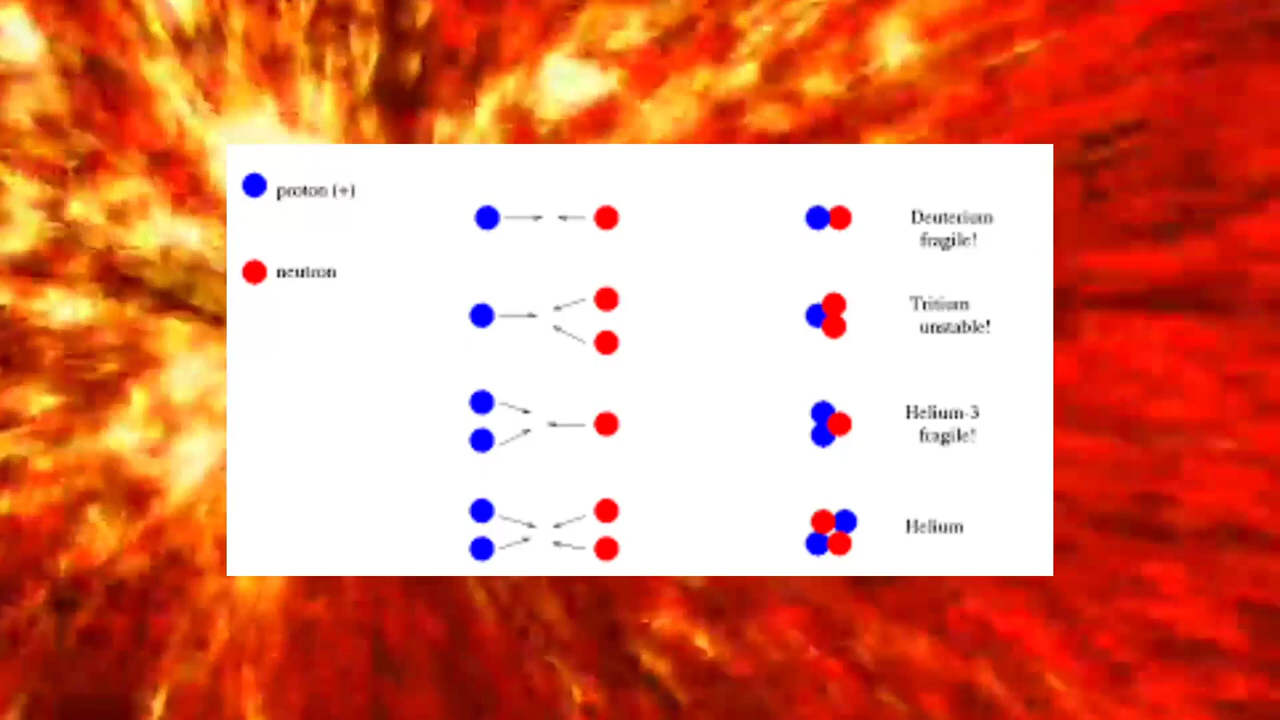 proton (+)
neutron
Deuterium
fragile!
Tritium
unstable!
Helium-3
fragile!
Helium